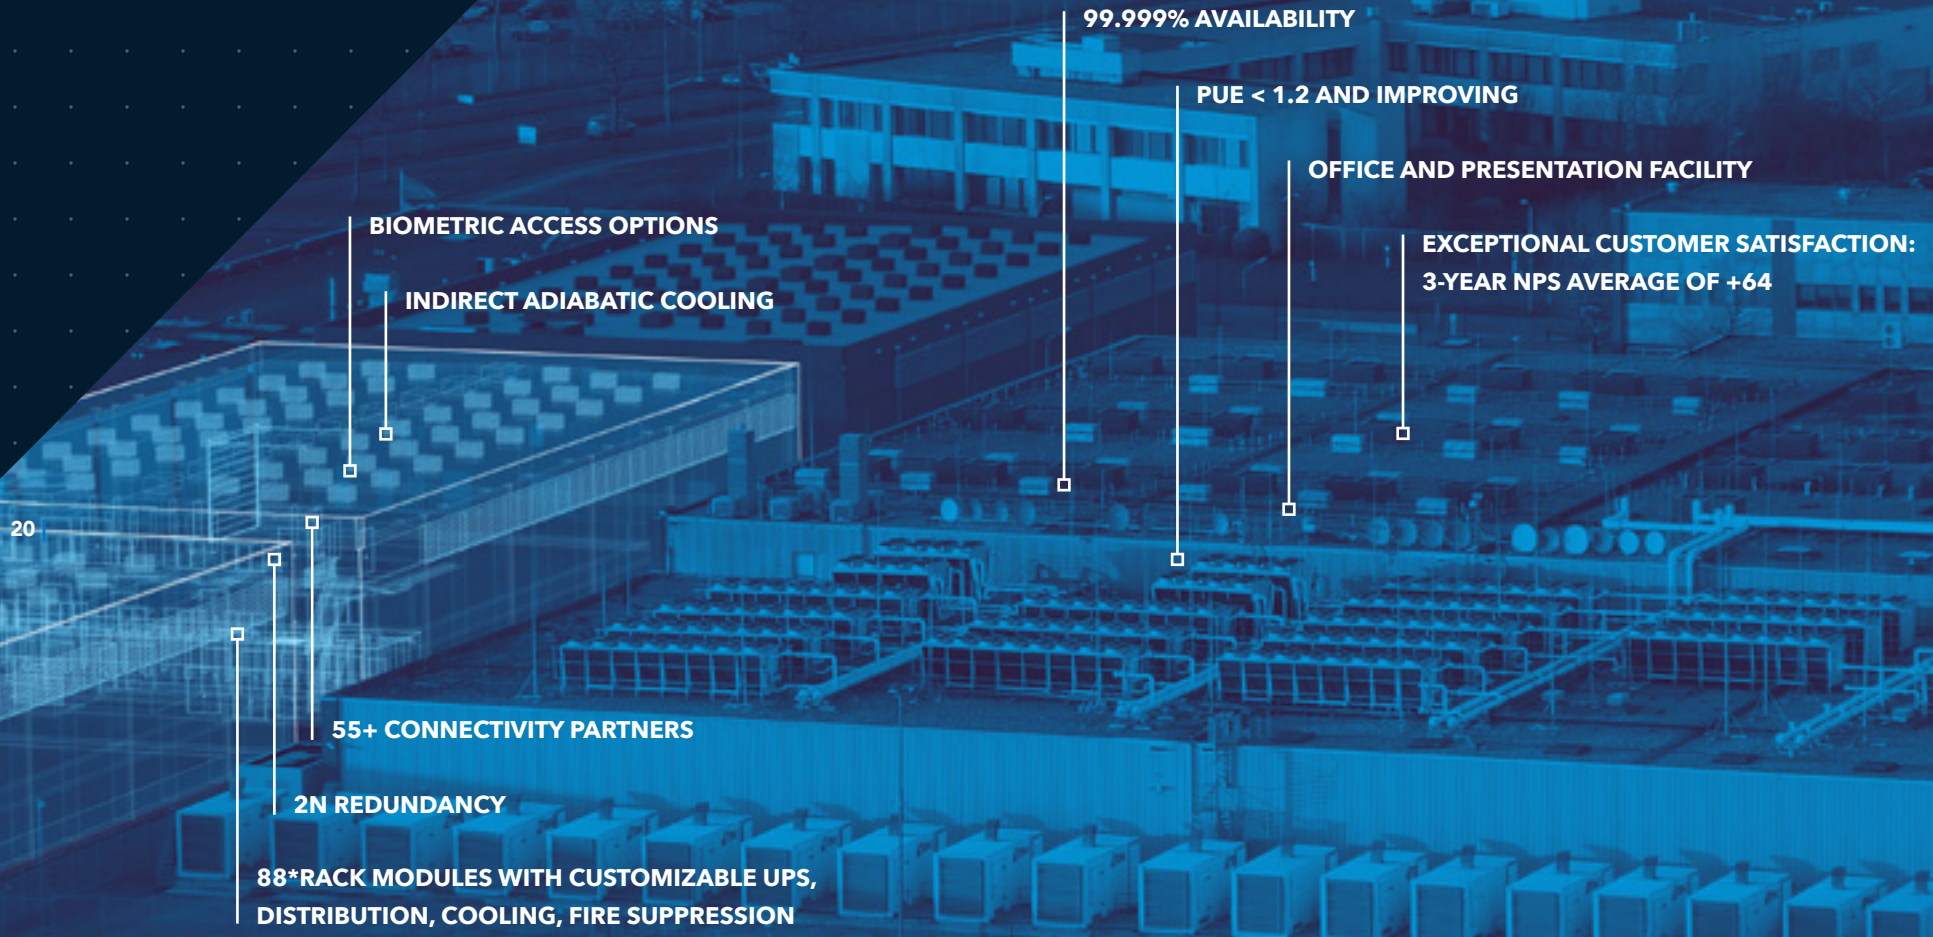 99.999% AVAILABILITY
PUE < 1.2 AND IMPROVING
OFFICE AND PRESENTATION FACILITY
BIOMETRIC ACCESS OPTIONS
EXCEPTIONAL CUSTOMER SATISFACTION:
3-YEAR NPS AVERAGE OF +64
INDIRECT ADIABATIC COOLING
20
55+ CONNECTIVITY PARTNERS
2N REDUNDANCY
88*RACK MODULES WITH CUSTOMIZABLE UPS,
DISTRIBUTION, COOLING, FIRE SUPPRESSION